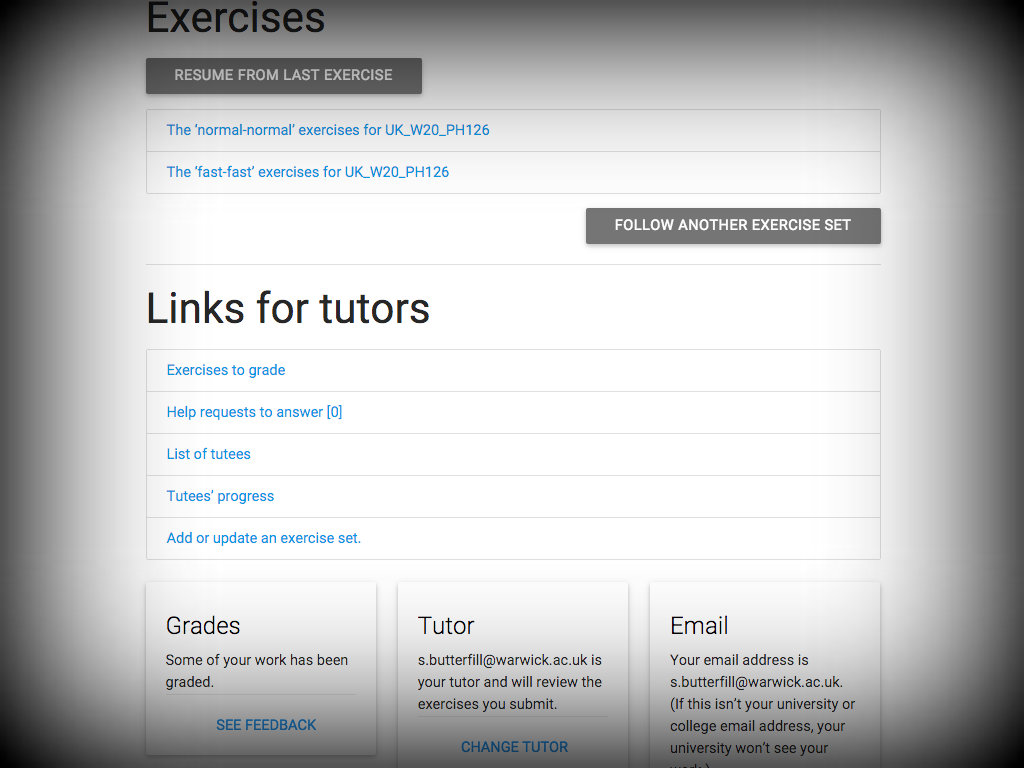 Exercises
RESUME FROM LAST EXERCISE
The ‘normal-normal’ exercises for UK_W20_PH126
The ‘fast-fast’ exercises for UK_W20_PH126
FOLLOW ANOTHER EXERCISE SET
Links for tutors
Exercises to grade
Help requests to answer [0]
List of tutees
Tutees’ progress
Add or update an exercise set.
Grades
Some of your work has been
graded.
SEE FEEDBACK
Tutor
s.butterfill@warwick.ac.uk is
your tutor and will review the
exercises you submit.
CHANGE TUTOR
Email
Your email address is
s.butterfill@warwick.ac.uk.
(If this isn’t your university or
college email address, your
university won’t see your